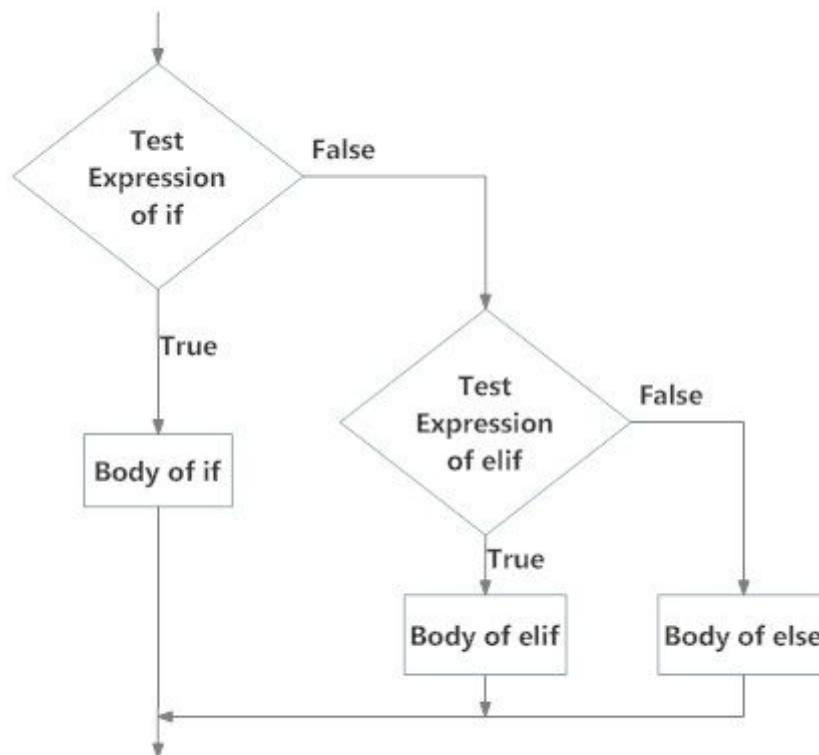 Test
Expression
of if
False
True
Body of if
Test
Expression
of elif
False
True
Body of elif
Body of else